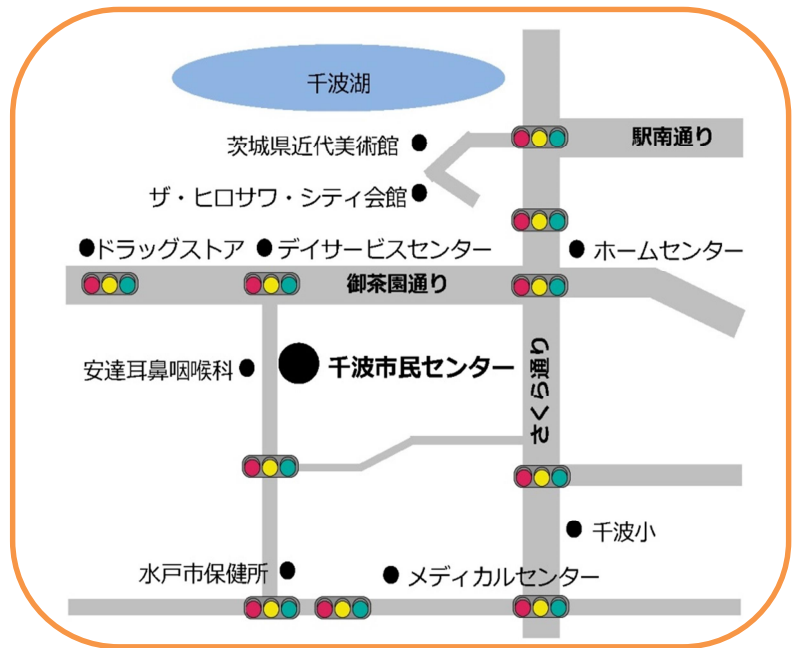 千波湖
茨城県近代美術館
駅南通り
ザ・ヒロサワ・シティ会館
ドラッグストア
デイサービスセンター
ホームセンター
御茶園通り
安達耳鼻咽喉科
千波市民センター
さくら通り
千波小
水戸市保健所
メディカルセンター